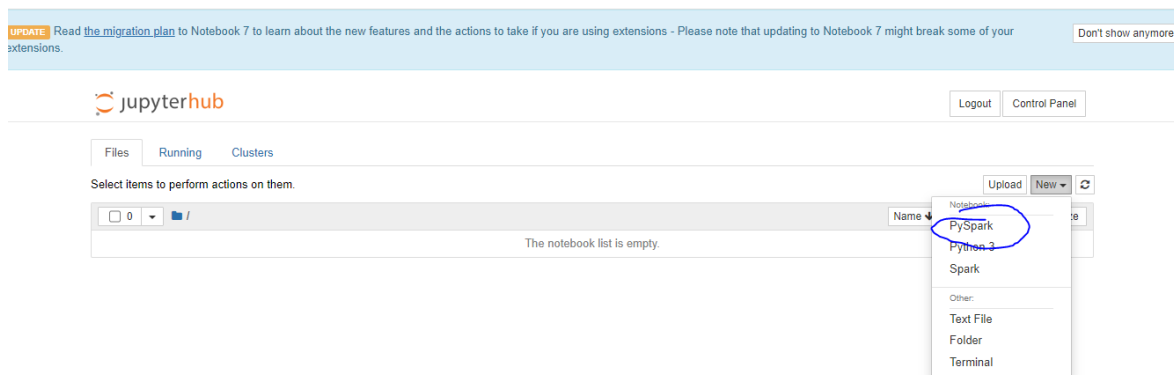 UPDATE Read the migration plan to Notebook 7 to learn about the new features and the actions to take if you are using extensions - Please note that updating to Notebook 7 might break some of your
extensions.
Don't show anymore
jupyterhub
Logout Control Panel
Files Running Clusters
Select items to perform actions on them.
Upload New
0 /
Name
The notebook list is empty.
Notebook:
PySpark
Python 3
Spark
Other:
Text File
Folder
Terminal